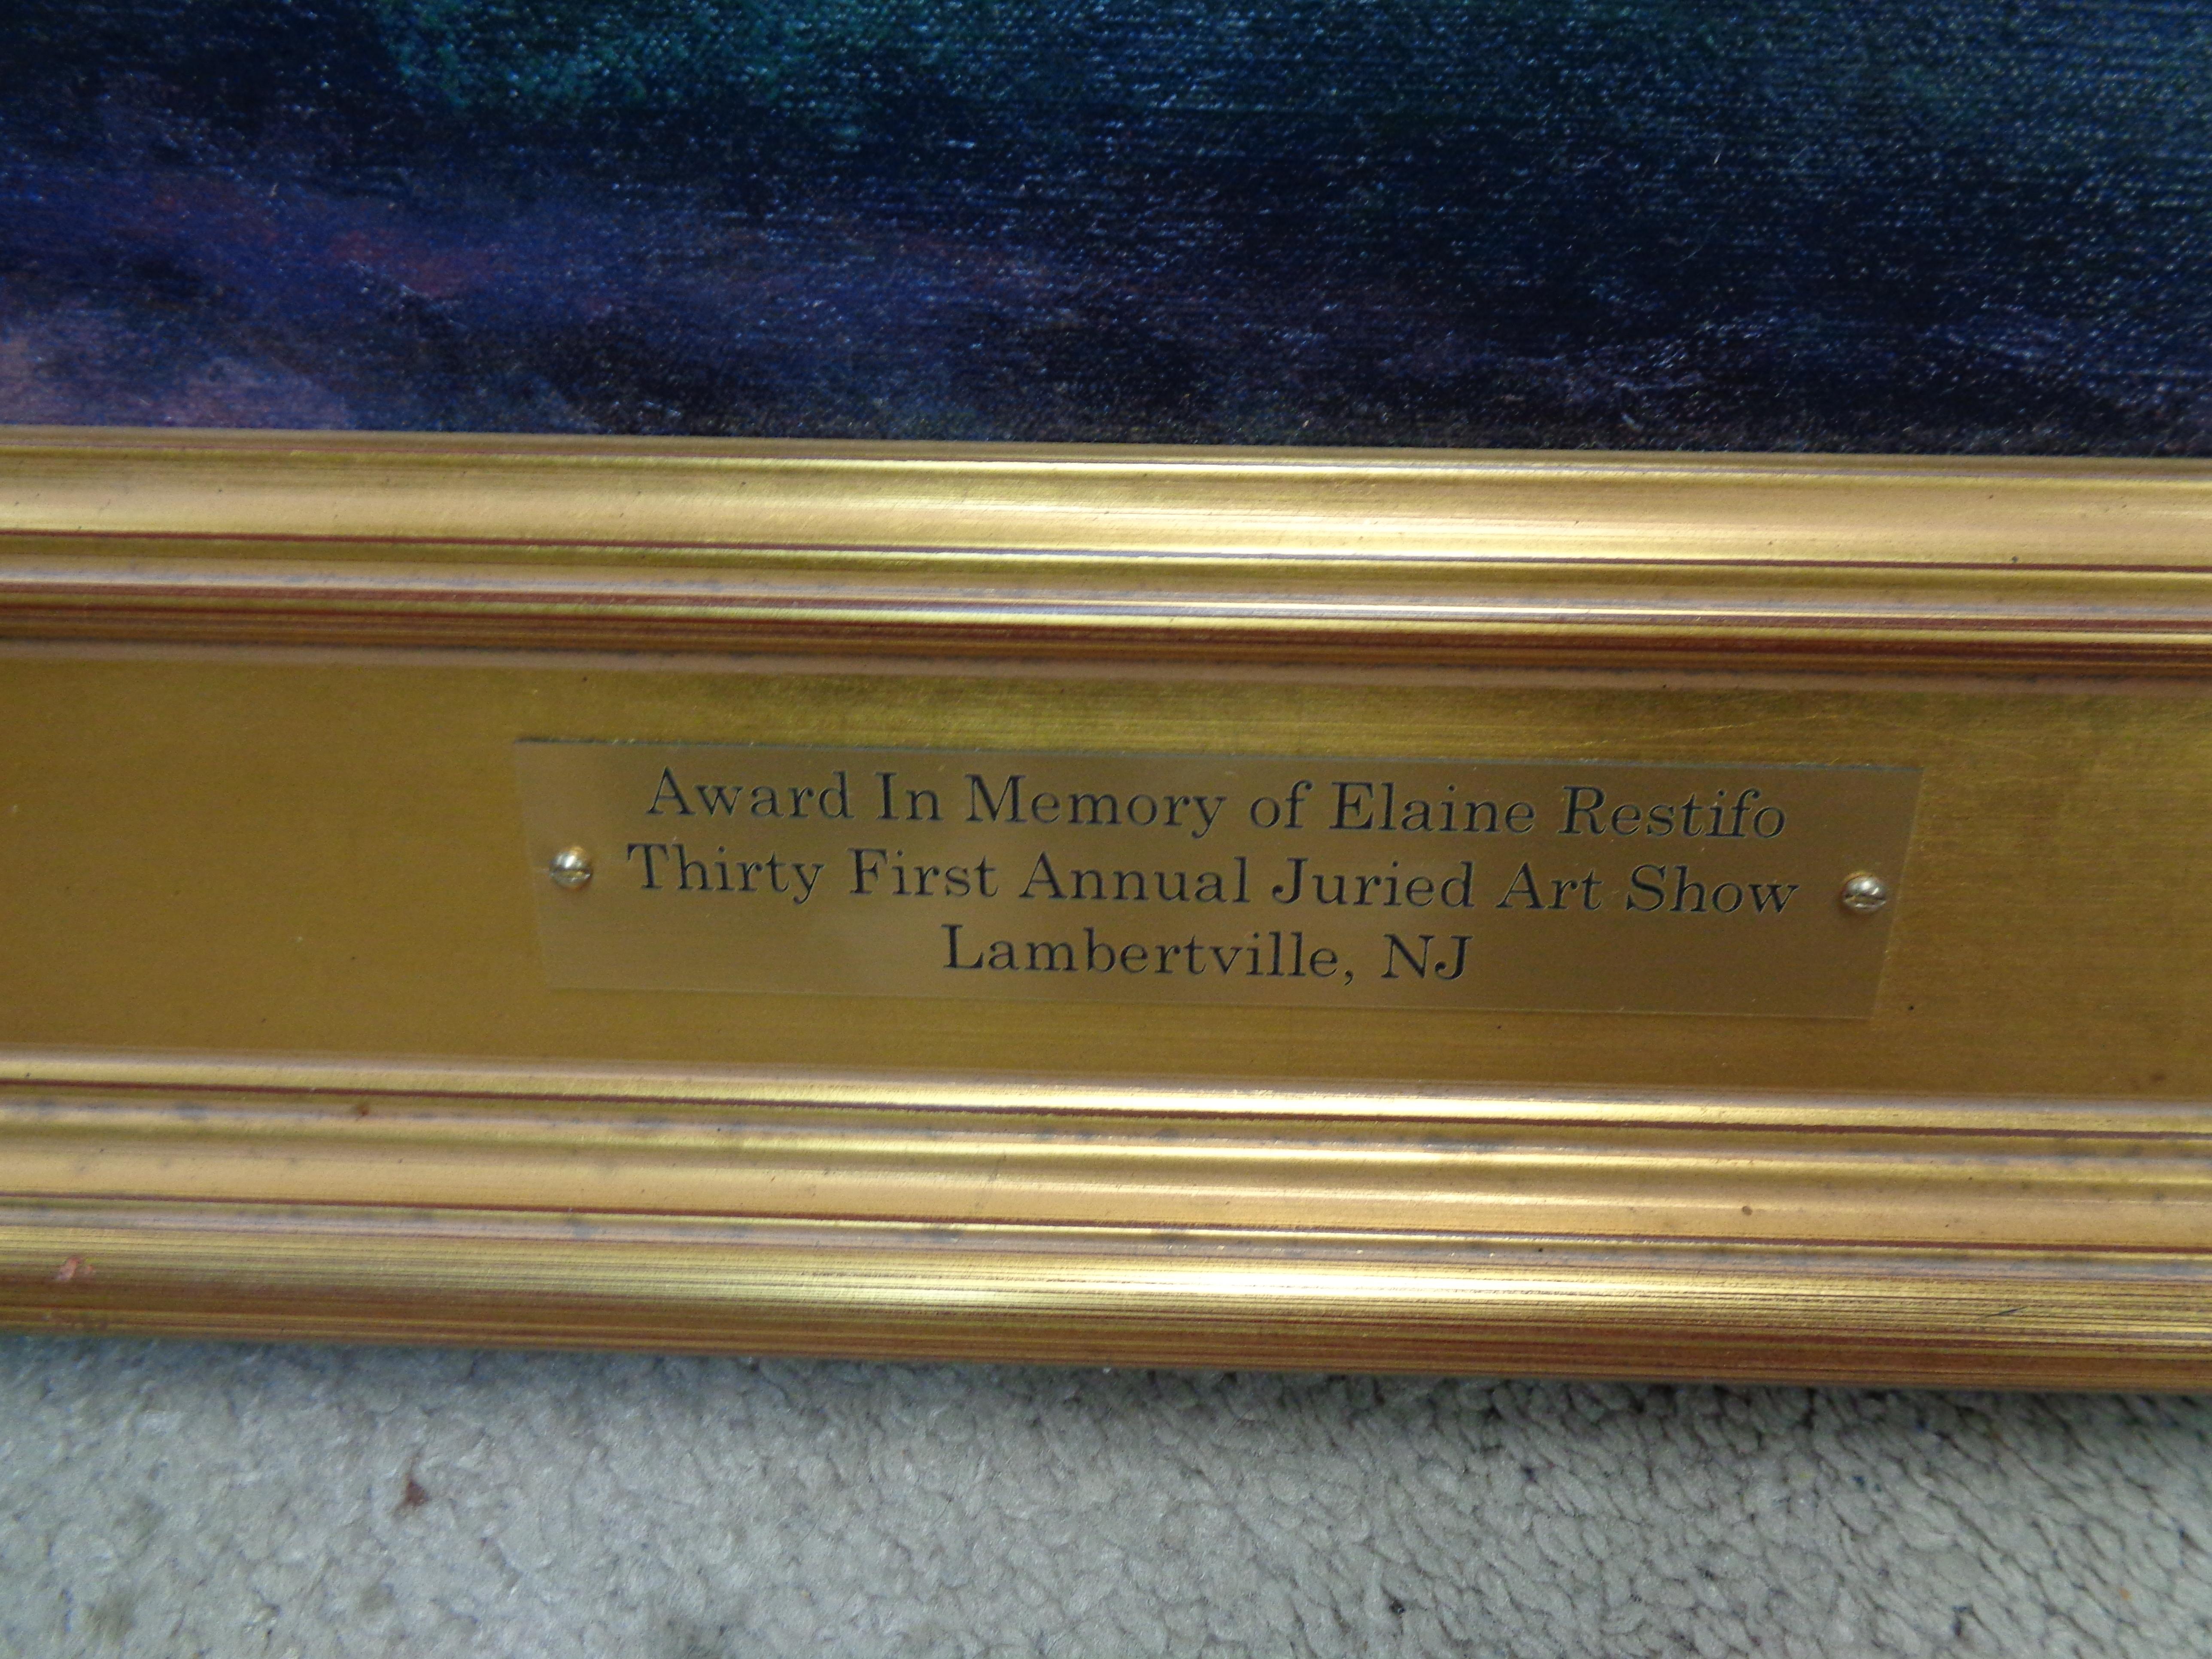 Award In Memory of Elaine Restifo
Thirty First Annual Juried Art Show
Lambertville, NJ